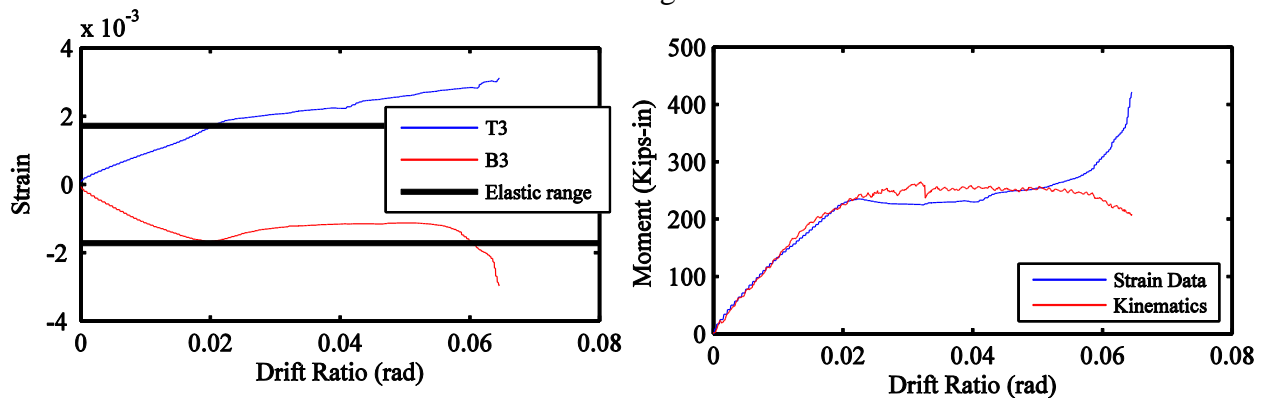 x 10⁻³
4
2
0
-2
-4
Strain
0
0.02
0.04
0.06
0.08
Drift Ratio (rad)
T3
B3
Elastic range
500
400
300
200
100
0
Moment (Kips-in)
0
0.02
0.04
0.06
0.08
Drift Ratio (rad)
Strain Data
Kinematics